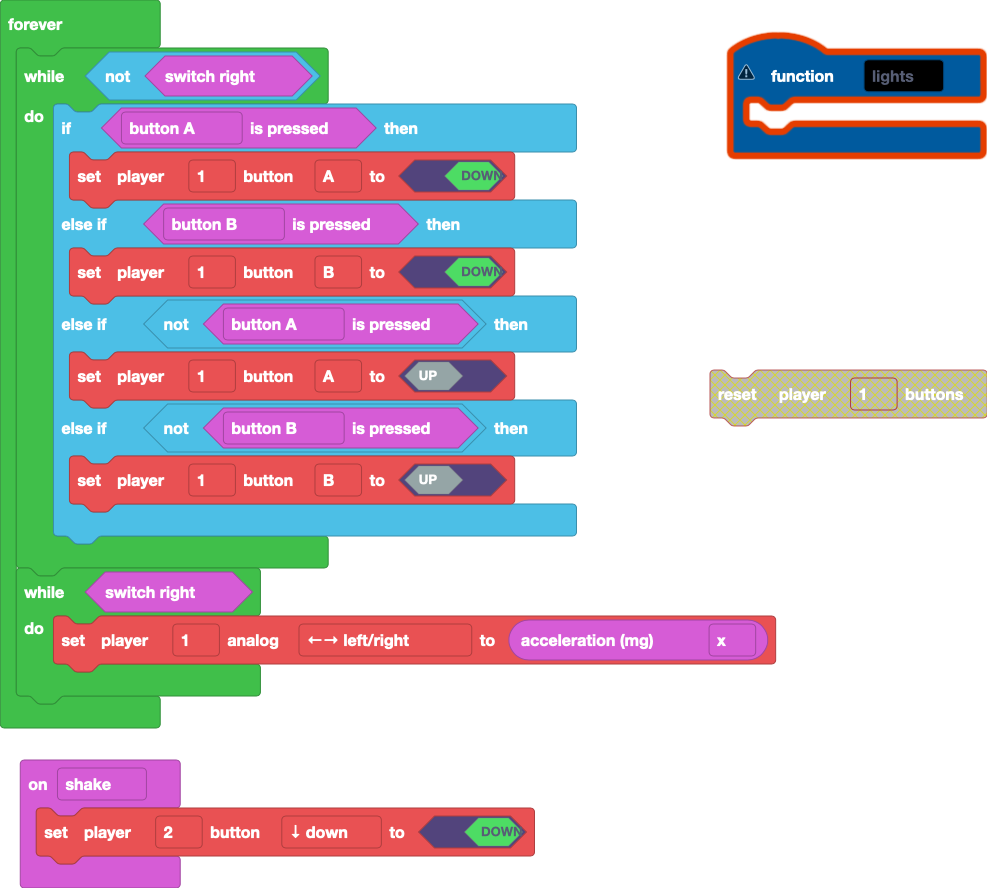 forever
while not switch right
do
if button A is pressed then
set player 1 button A to DOWN
else if button B is pressed then
set player 1 button B to DOWN
else if not button A is pressed then
set player 1 button A to UP
else if not button B is pressed then
set player 1 button B to UP
while switch right
do set player 1 analog ←→ left/right to acceleration (mg) x
on shake
set player 2 button ↓ down to DOWN
function lights
reset player 1 buttons